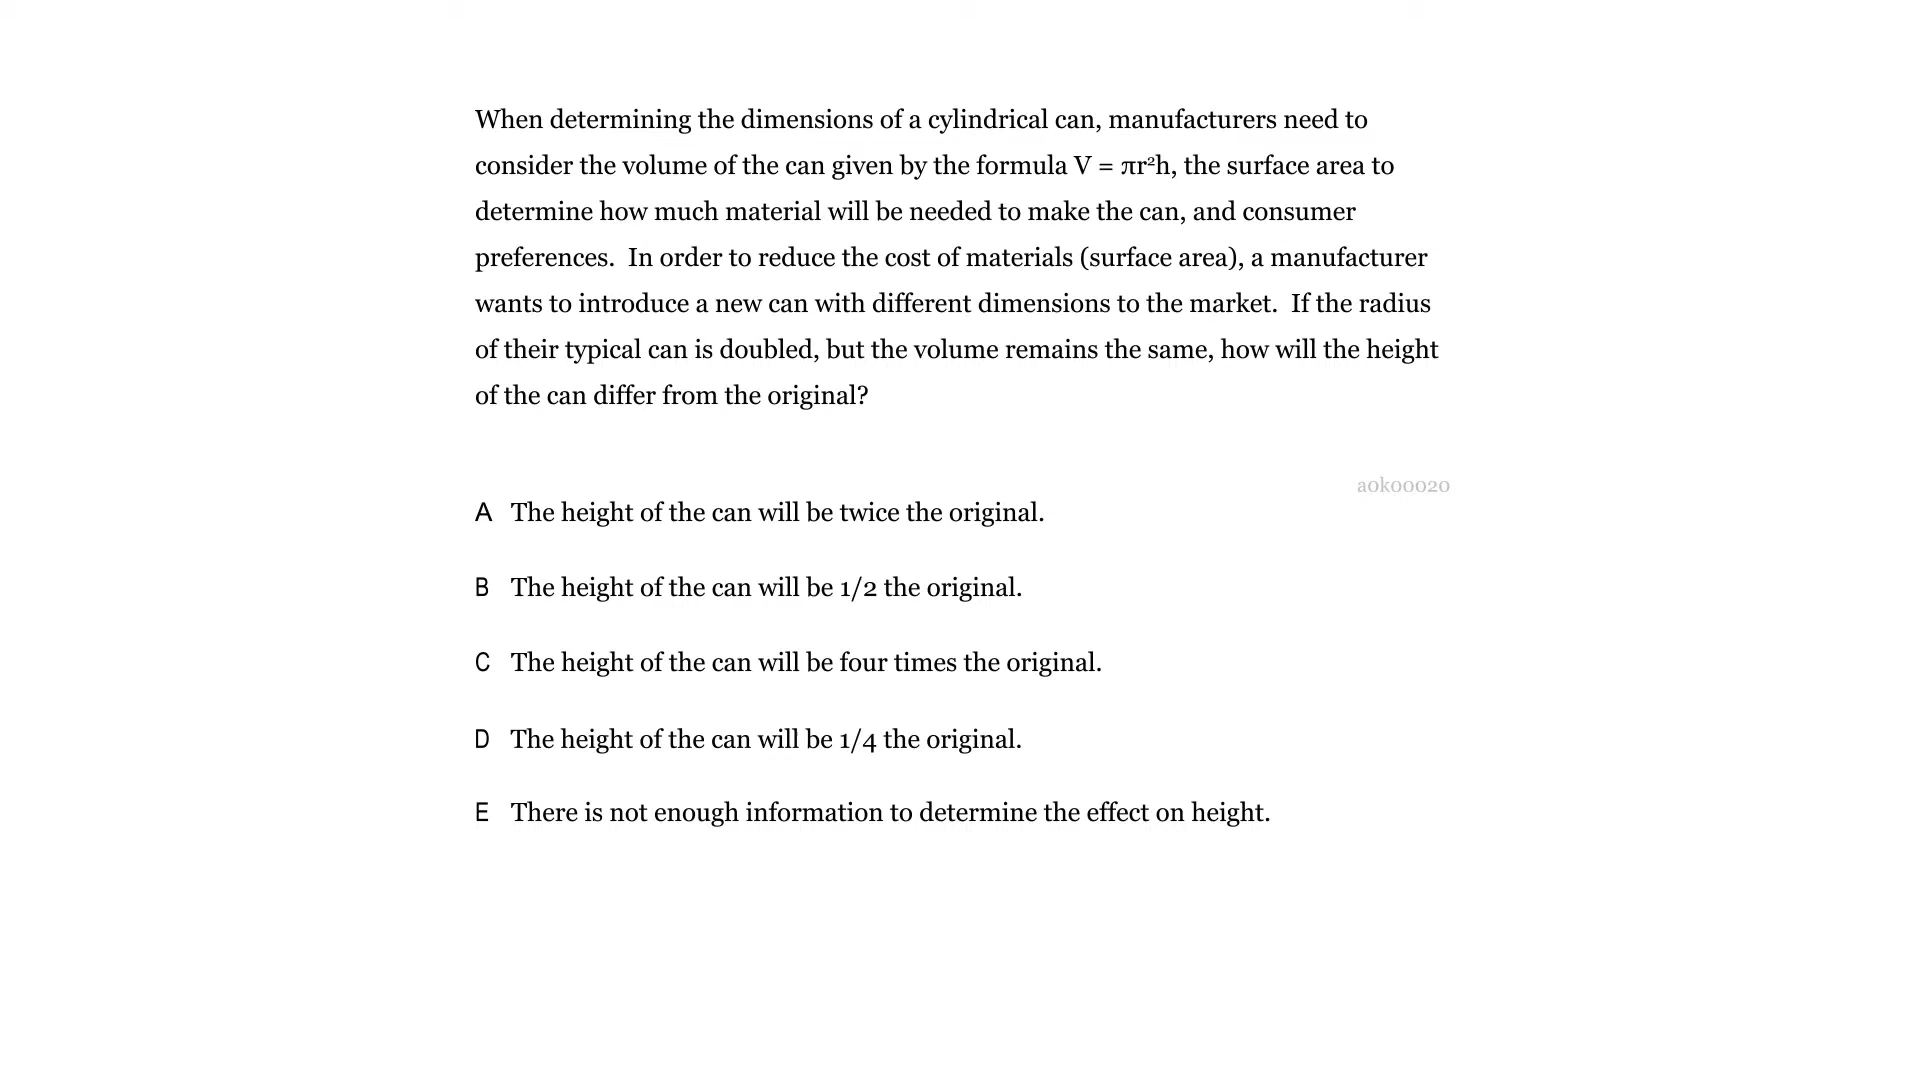 When determining the dimensions of a cylindrical can, manufacturers need to
consider the volume of the can given by the formula V = πr²h, the surface area to
determine how much material will be needed to make the can, and consumer
preferences.  In order to reduce the cost of materials (surface area), a manufacturer
wants to introduce a new can with different dimensions to the market.  If the radius
of their typical can is doubled, but the volume remains the same, how will the height
of the can differ from the original?
aok00020
A The height of the can will be twice the original.
B The height of the can will be 1/2 the original.
C The height of the can will be four times the original.
D The height of the can will be 1/4 the original.
E There is not enough information to determine the effect on height.